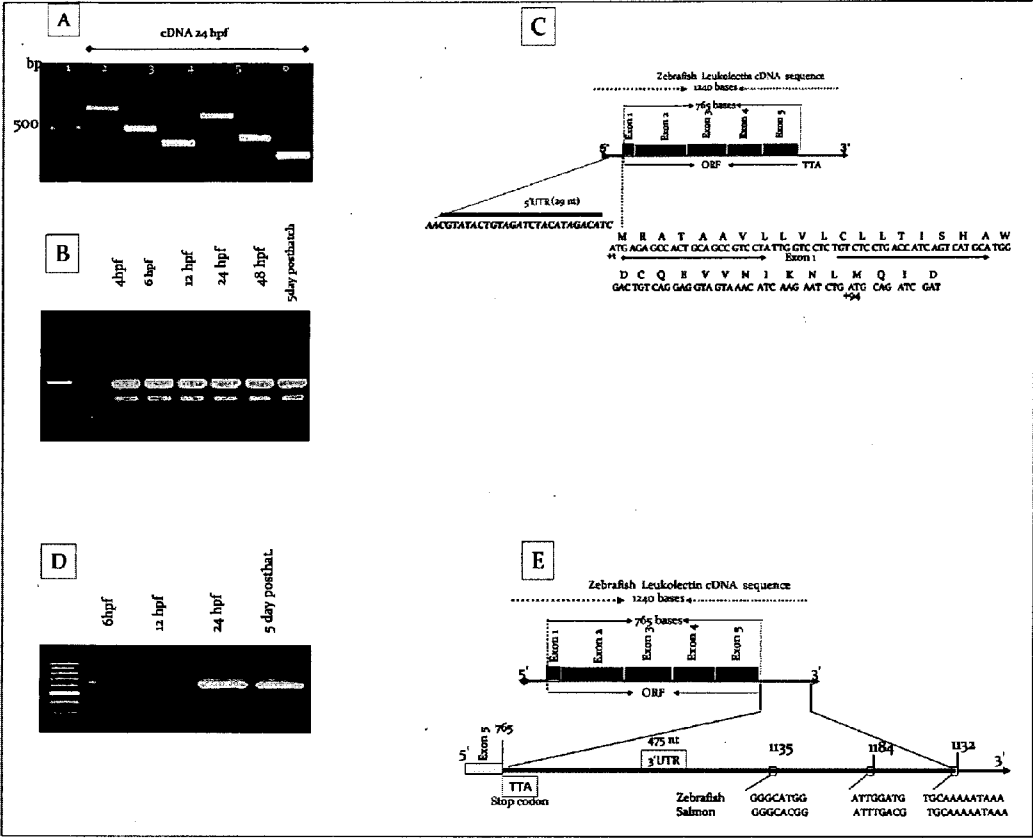 A
cDNA 24 hpf
bp
1 2 3 4 5 6
500
B
4hpf
6 hpf
12 hpf
24 hpf
48 hpf
5day posthatch
C
Zebrafish Leukolectin cDNA sequence
1240 bases
765 bases
Exon 1
Exon 2
Exon 3
Exon 4
Exon 5
3'
ORF
TTA
5'UTR (29 nt)
AACGTATACTGTAGATCTACATAGACATC
M R A T A A V L L V L C L L T I S H A W
ATG AGA GCC ACT GCA GCC GTC CTA TTG GTC CTC TGT CTC CTG ACC ATC AGT CAT GCA TGG
+1
Exon 1
D C Q E V V N I K N L M Q I D
GAC TGT CAG GAG GTA GTA AAC ATC AAG AAT CTG ATG CAG ATC GAT
+94
D
6hpf
12 hpf
24 hpf
5 day posthat.
E
Zebrafish Leukolectin cDNA sequence
1240 bases
765 bases
Exon 1
Exon 2
Exon 3
Exon 4
Exon 5
5'
3'
ORF
5'
Exon 5
765
475 nt
3'UTR
1135
1184
1132
3'
TTA
Stop codon
Zebrafish GGGCATGG ATTGGATG TGCAAAAATAAA
Salmon GGGCACGG ATTTGACG TGCAAAAATAAA